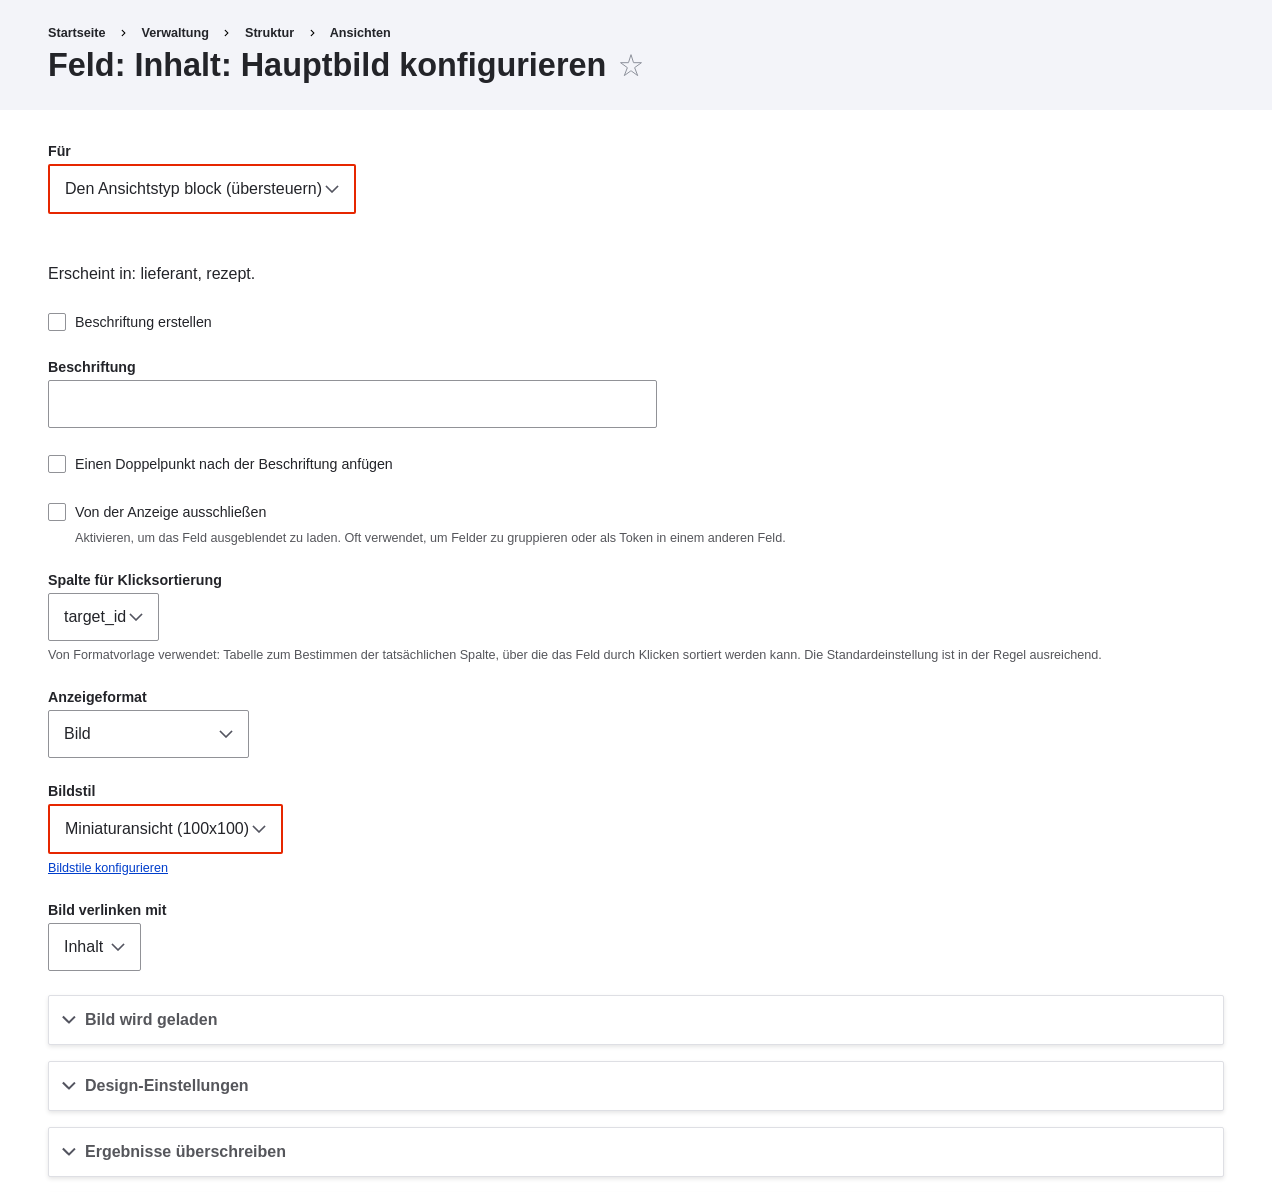 Startseite > Verwaltung > Struktur > Ansichten
Feld: Inhalt: Hauptbild konfigurieren
Für
Den Ansichtstyp block (übersteuern)
Erscheint in: lieferant, rezept.
Beschriftung erstellen
Beschriftung
Einen Doppelpunkt nach der Beschriftung anfügen
Von der Anzeige ausschließen
Aktivieren, um das Feld ausgeblendet zu laden. Oft verwendet, um Felder zu gruppieren oder als Token in einem anderen Feld.
Spalte für Klicksortierung
target_id
Von Formatvorlage verwendet: Tabelle zum Bestimmen der tatsächlichen Spalte, über die das Feld durch Klicken sortiert werden kann. Die Standardeinstellung ist in der Regel ausreichend.
Anzeigeformat
Bild
Bildstil
Miniaturansicht (100x100)
Bildstile konfigurieren
Bild verlinken mit
Inhalt
Bild wird geladen
Design-Einstellungen
Ergebnisse überschreiben